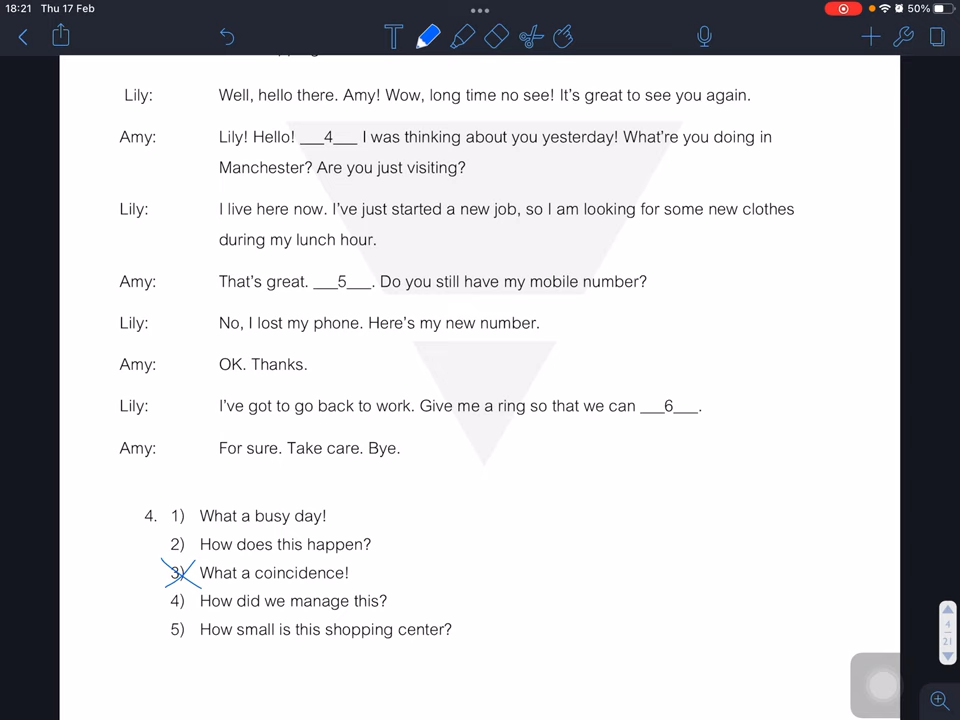 18:21 Thu 17 Feb
50%
Lily: Well, hello there. Amy! Wow, long time no see! It's great to see you again.
Amy: Lily! Hello! ___4___ I was thinking about you yesterday! What're you doing in
Manchester? Are you just visiting?
Lily: I live here now. I've just started a new job, so I am looking for some new clothes
during my lunch hour.
Amy: That's great. ___5___. Do you still have my mobile number?
Lily: No, I lost my phone. Here's my new number.
Amy: OK. Thanks.
Lily: I've got to go back to work. Give me a ring so that we can ___6___.
Amy: For sure. Take care. Bye.
4. 1) What a busy day!
2) How does this happen?
3) What a coincidence!
4) How did we manage this?
5) How small is this shopping center?
4
21